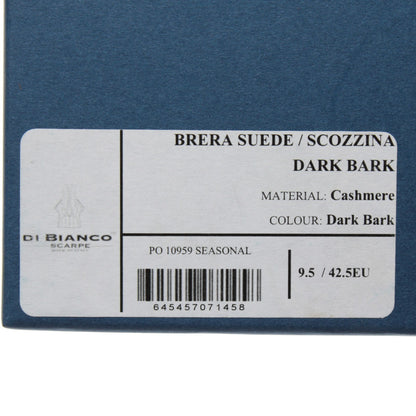 BRERA SUEDE / SCOZZINA
DARK BARK
MATERIAL: Cashmere
COLOUR: Dark Bark
DI BIANCO
SCARPE
PO 10959 SEASONAL
9.5 / 42.5EU
645457071458